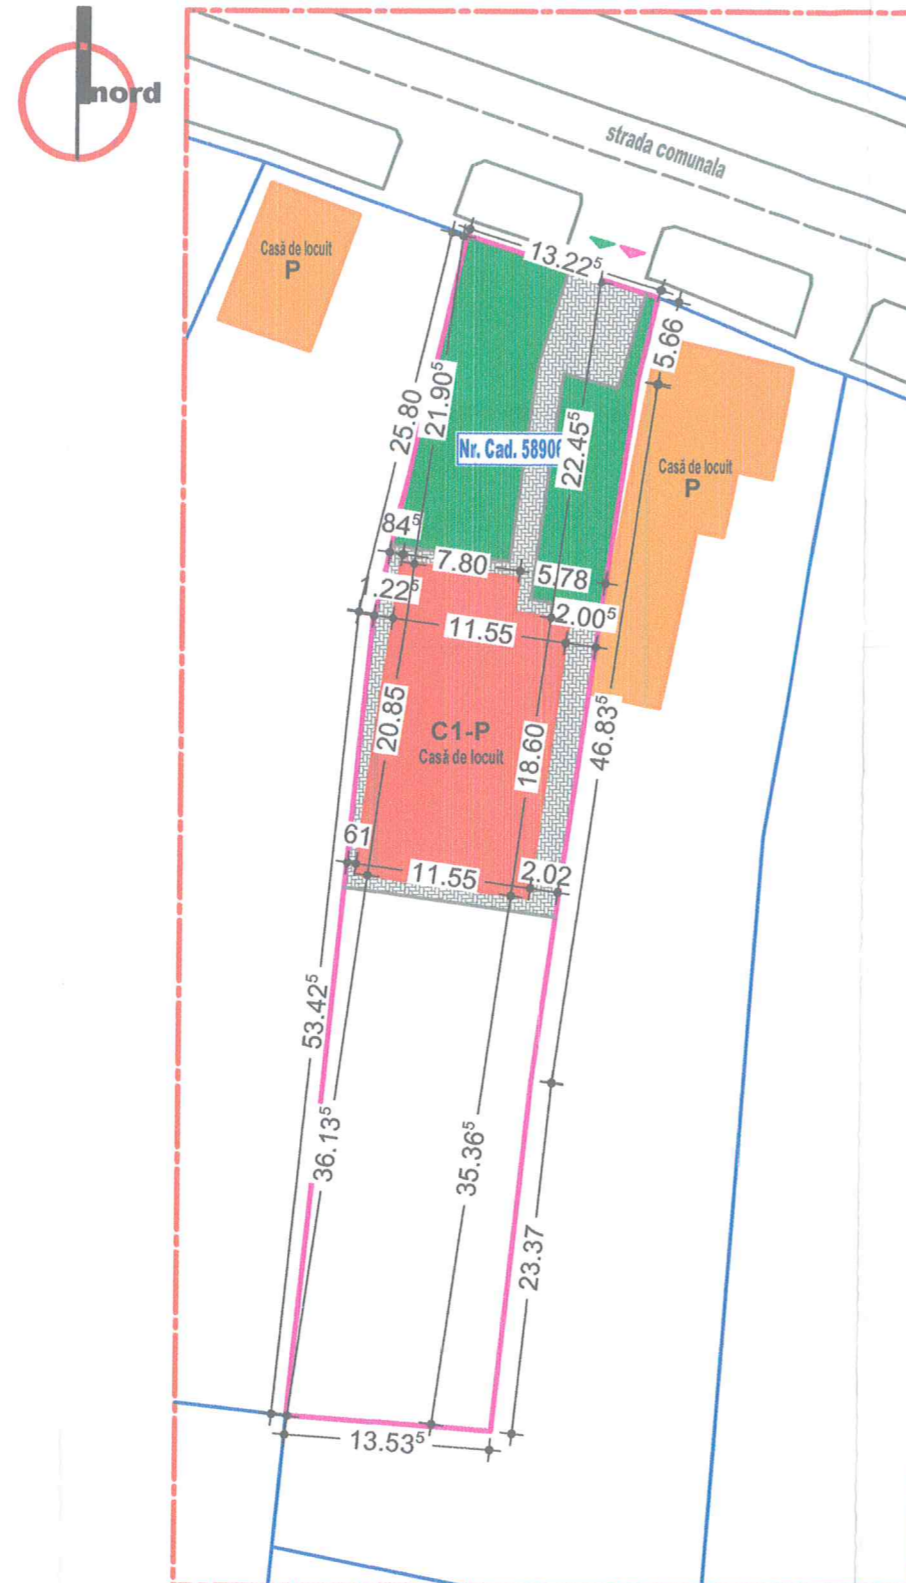 nord
strada comunala
Casă de locuit
P
13.22⁵
5.66
25.80
21.90⁵
22.45⁵
Nr. Cad. 58906
Casă de locuit
P
84⁵
7.80
5.78
1.22⁵
11.55
2.00⁵
20.85
C1-P
Casă de locuit
18.60
46.83⁵
61
11.55
2.02
53.42⁵
36.13⁵
35.36⁵
23.37
13.53⁵